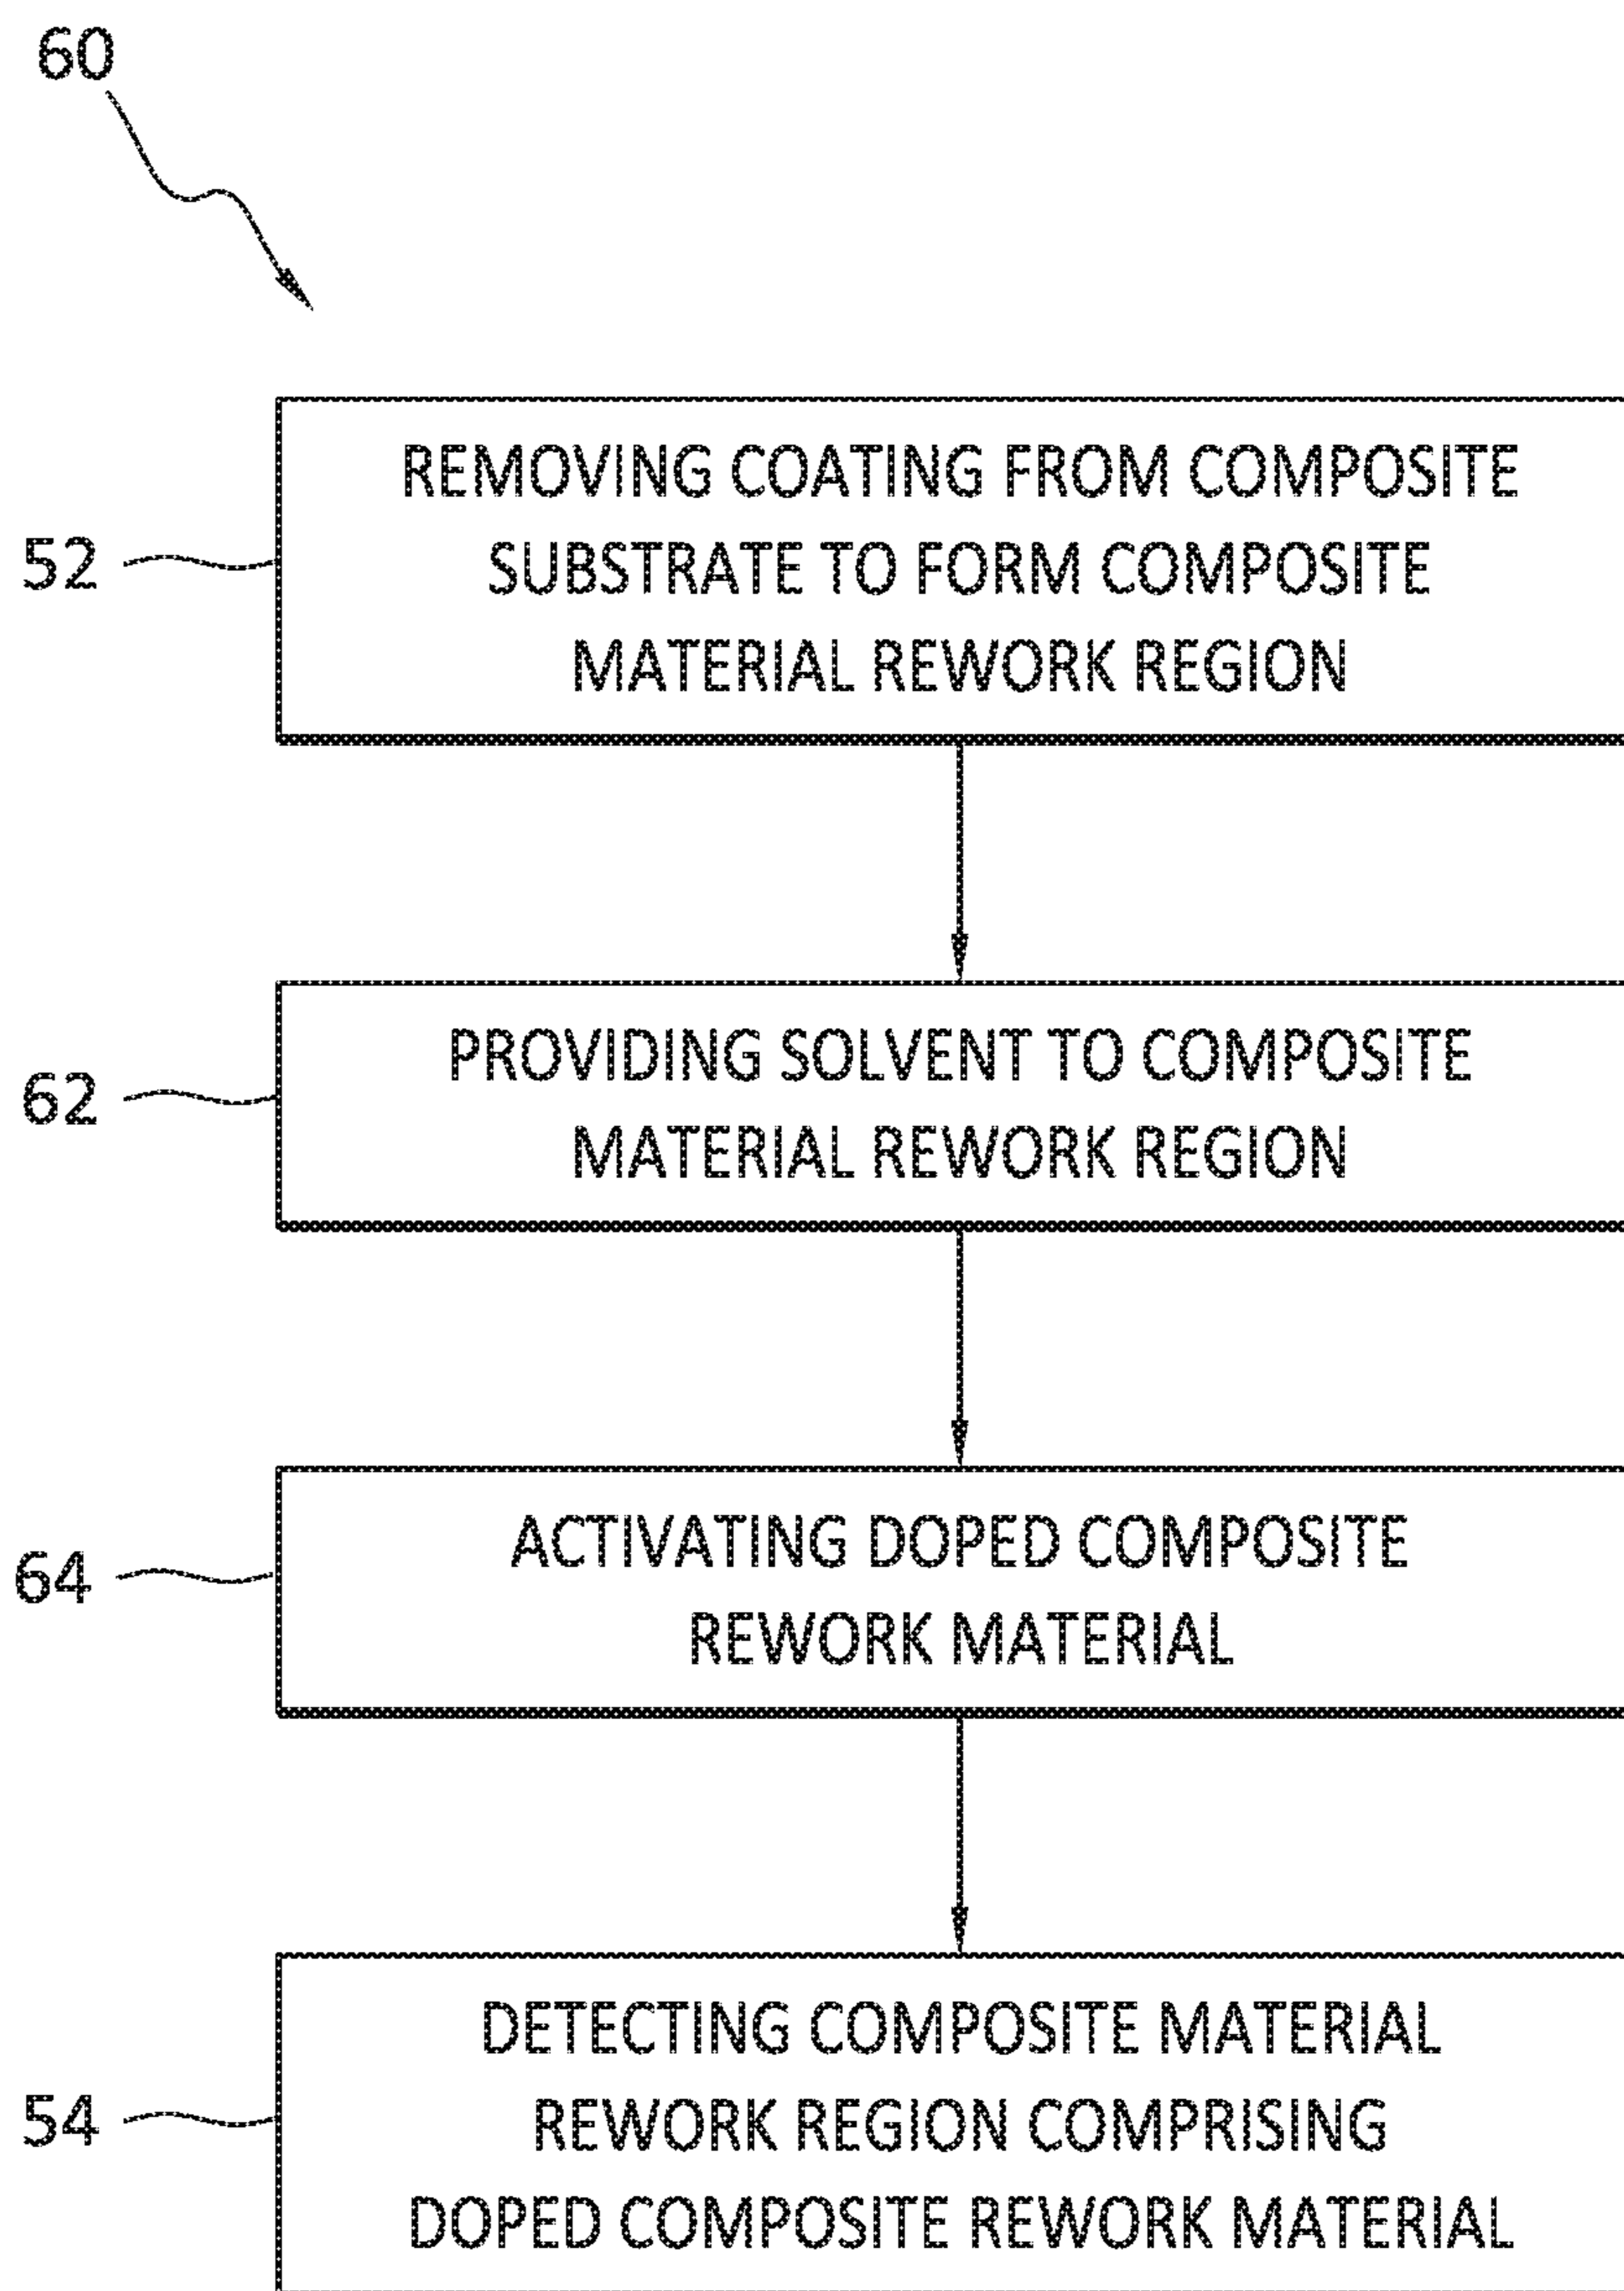 60
REMOVING COATING FROM COMPOSITE
SUBSTRATE TO FORM COMPOSITE
MATERIAL REWORK REGION
52
PROVIDING SOLVENT TO COMPOSITE
MATERIAL REWORK REGION
62
ACTIVATING DOPED COMPOSITE
REWORK MATERIAL
64
DETECTING COMPOSITE MATERIAL
REWORK REGION COMPRISING
DOPED COMPOSITE REWORK MATERIAL
54